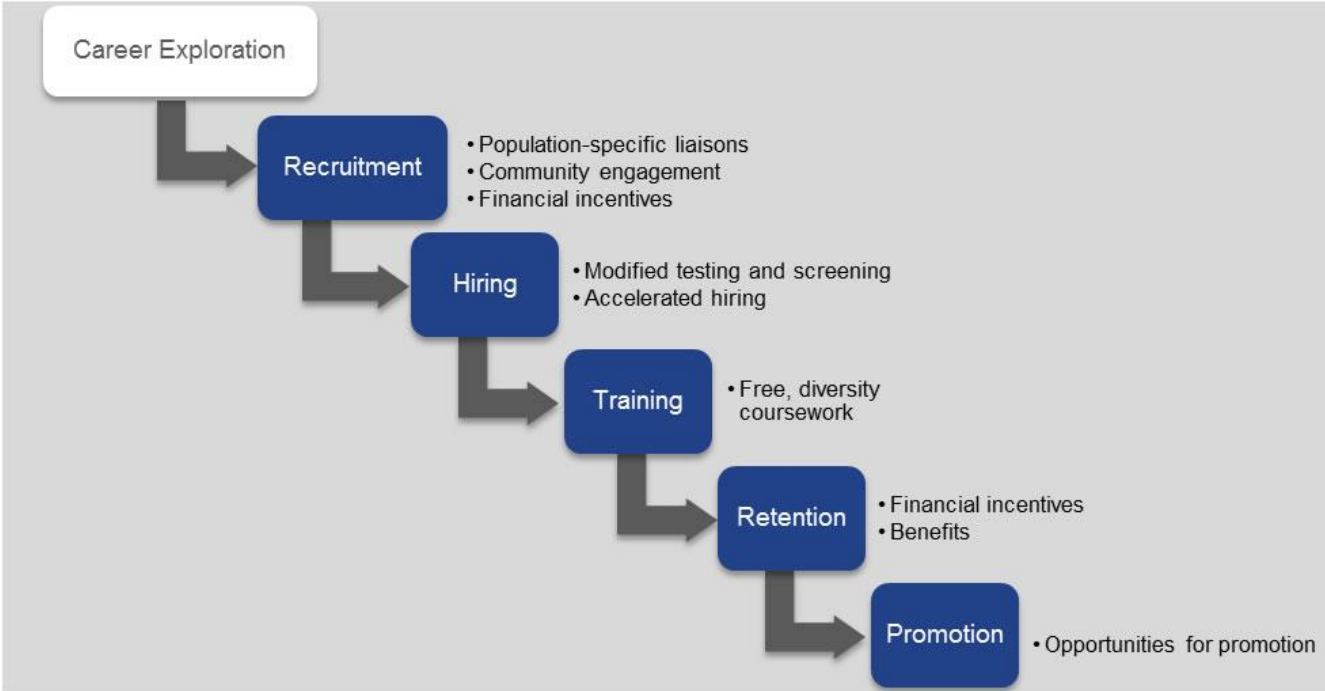 Career Exploration
Recruitment
• Population-specific liaisons
• Community engagement
• Financial incentives
Hiring
• Modified testing and screening
• Accelerated hiring
Training
• Free, diversity
coursework
Retention
• Financial incentives
• Benefits
Promotion
• Opportunities for promotion